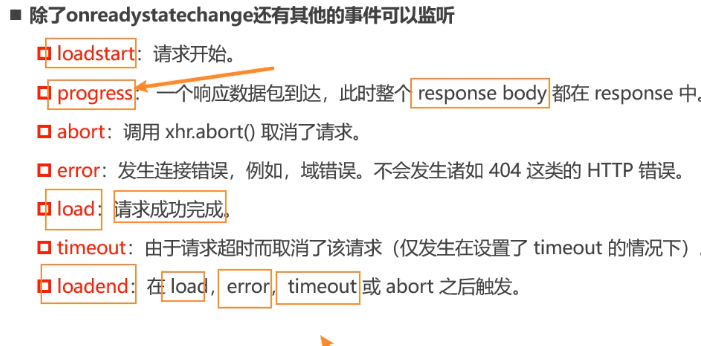 除了onreadystatechange还有其他的事件可以监听
loadstart：请求开始。
progress： 一个响应数据包到达，此时整个 response body 都在 response 中。
abort：调用 xhr.abort() 取消了请求。
error：发生连接错误，例如，域错误。不会发生诸如 404 这类的 HTTP 错误。
load：请求成功完成。
timeout：由于请求超时而取消了该请求（仅发生在设置了 timeout 的情况下）。
loadend：在 load，error，timeout 或 abort 之后触发。